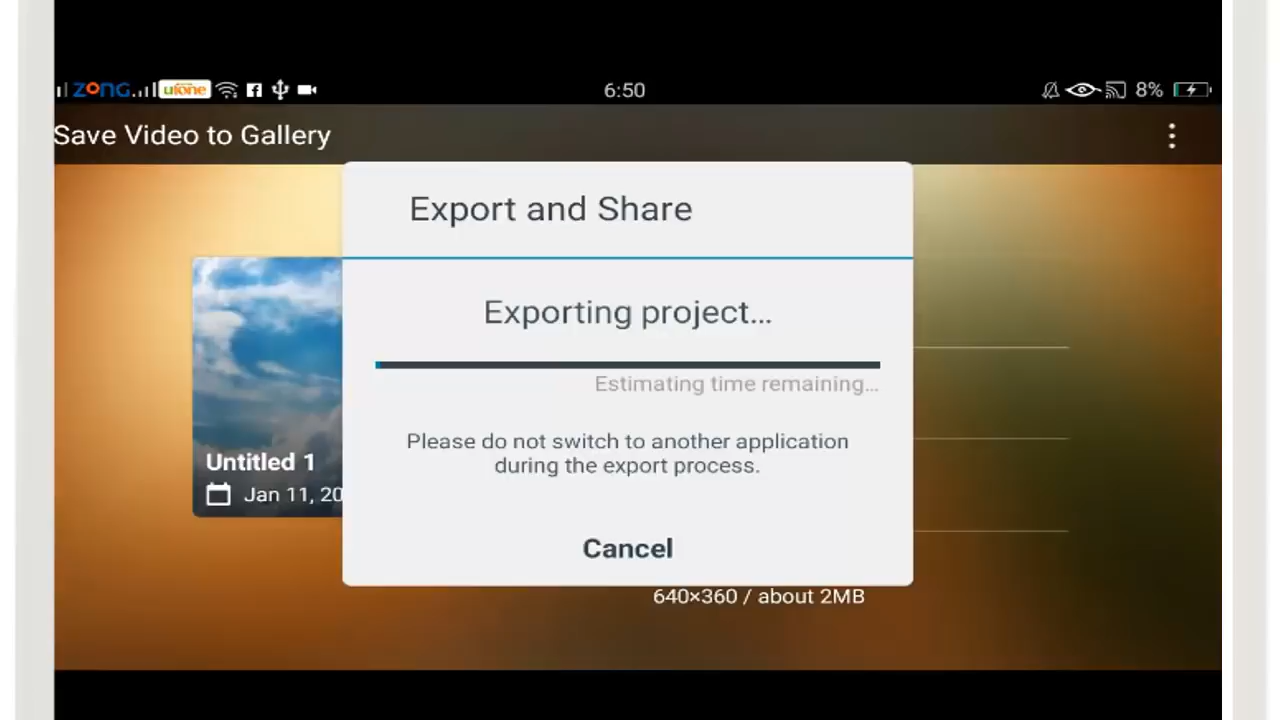 ZONG ufone 6:50 8%
Save Video to Gallery
Export and Share
Exporting project...
Estimating time remaining...
Please do not switch to another application
during the export process.
Untitled 1
Jan 11, 20
Cancel
640×360 / about 2MB